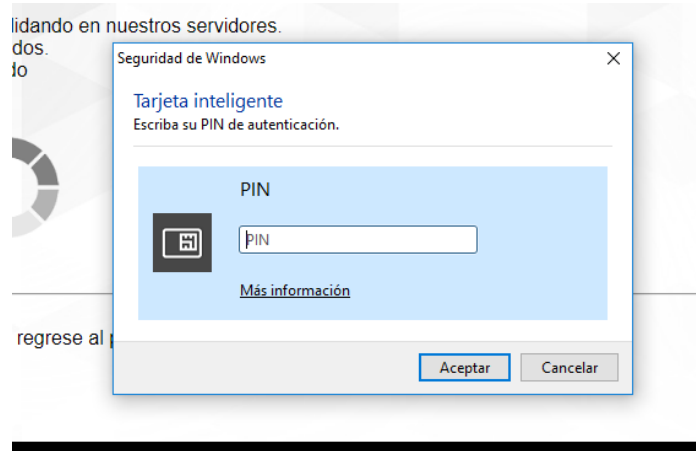 lidando en nuestros servidores.
dos.
do
Seguridad de Windows
Tarjeta inteligente
Escriba su PIN de autenticación.
PIN
PIN
Más información
regrese al
Aceptar
Cancelar